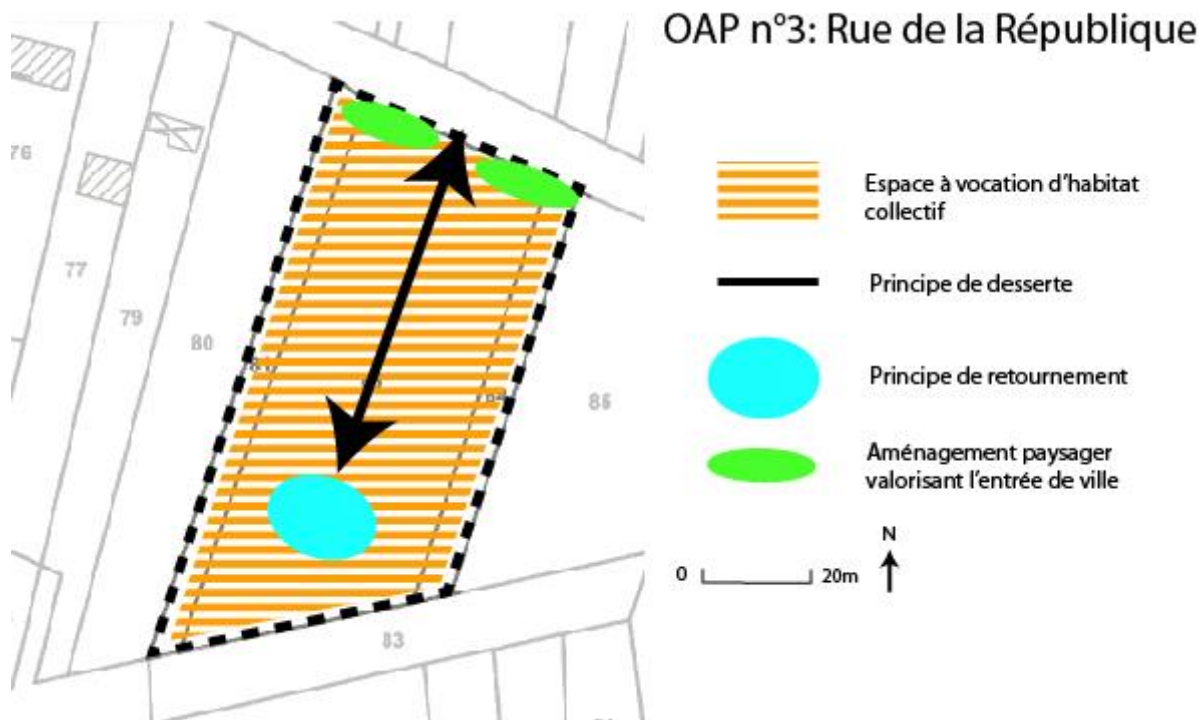 OAP n°3: Rue de la République
76
77
79
80
85
83
Espace à vocation d'habitat
collectif
Principe de desserte
Principe de retournement
Aménagement paysager
valorisant l'entrée de ville
N
0 20m